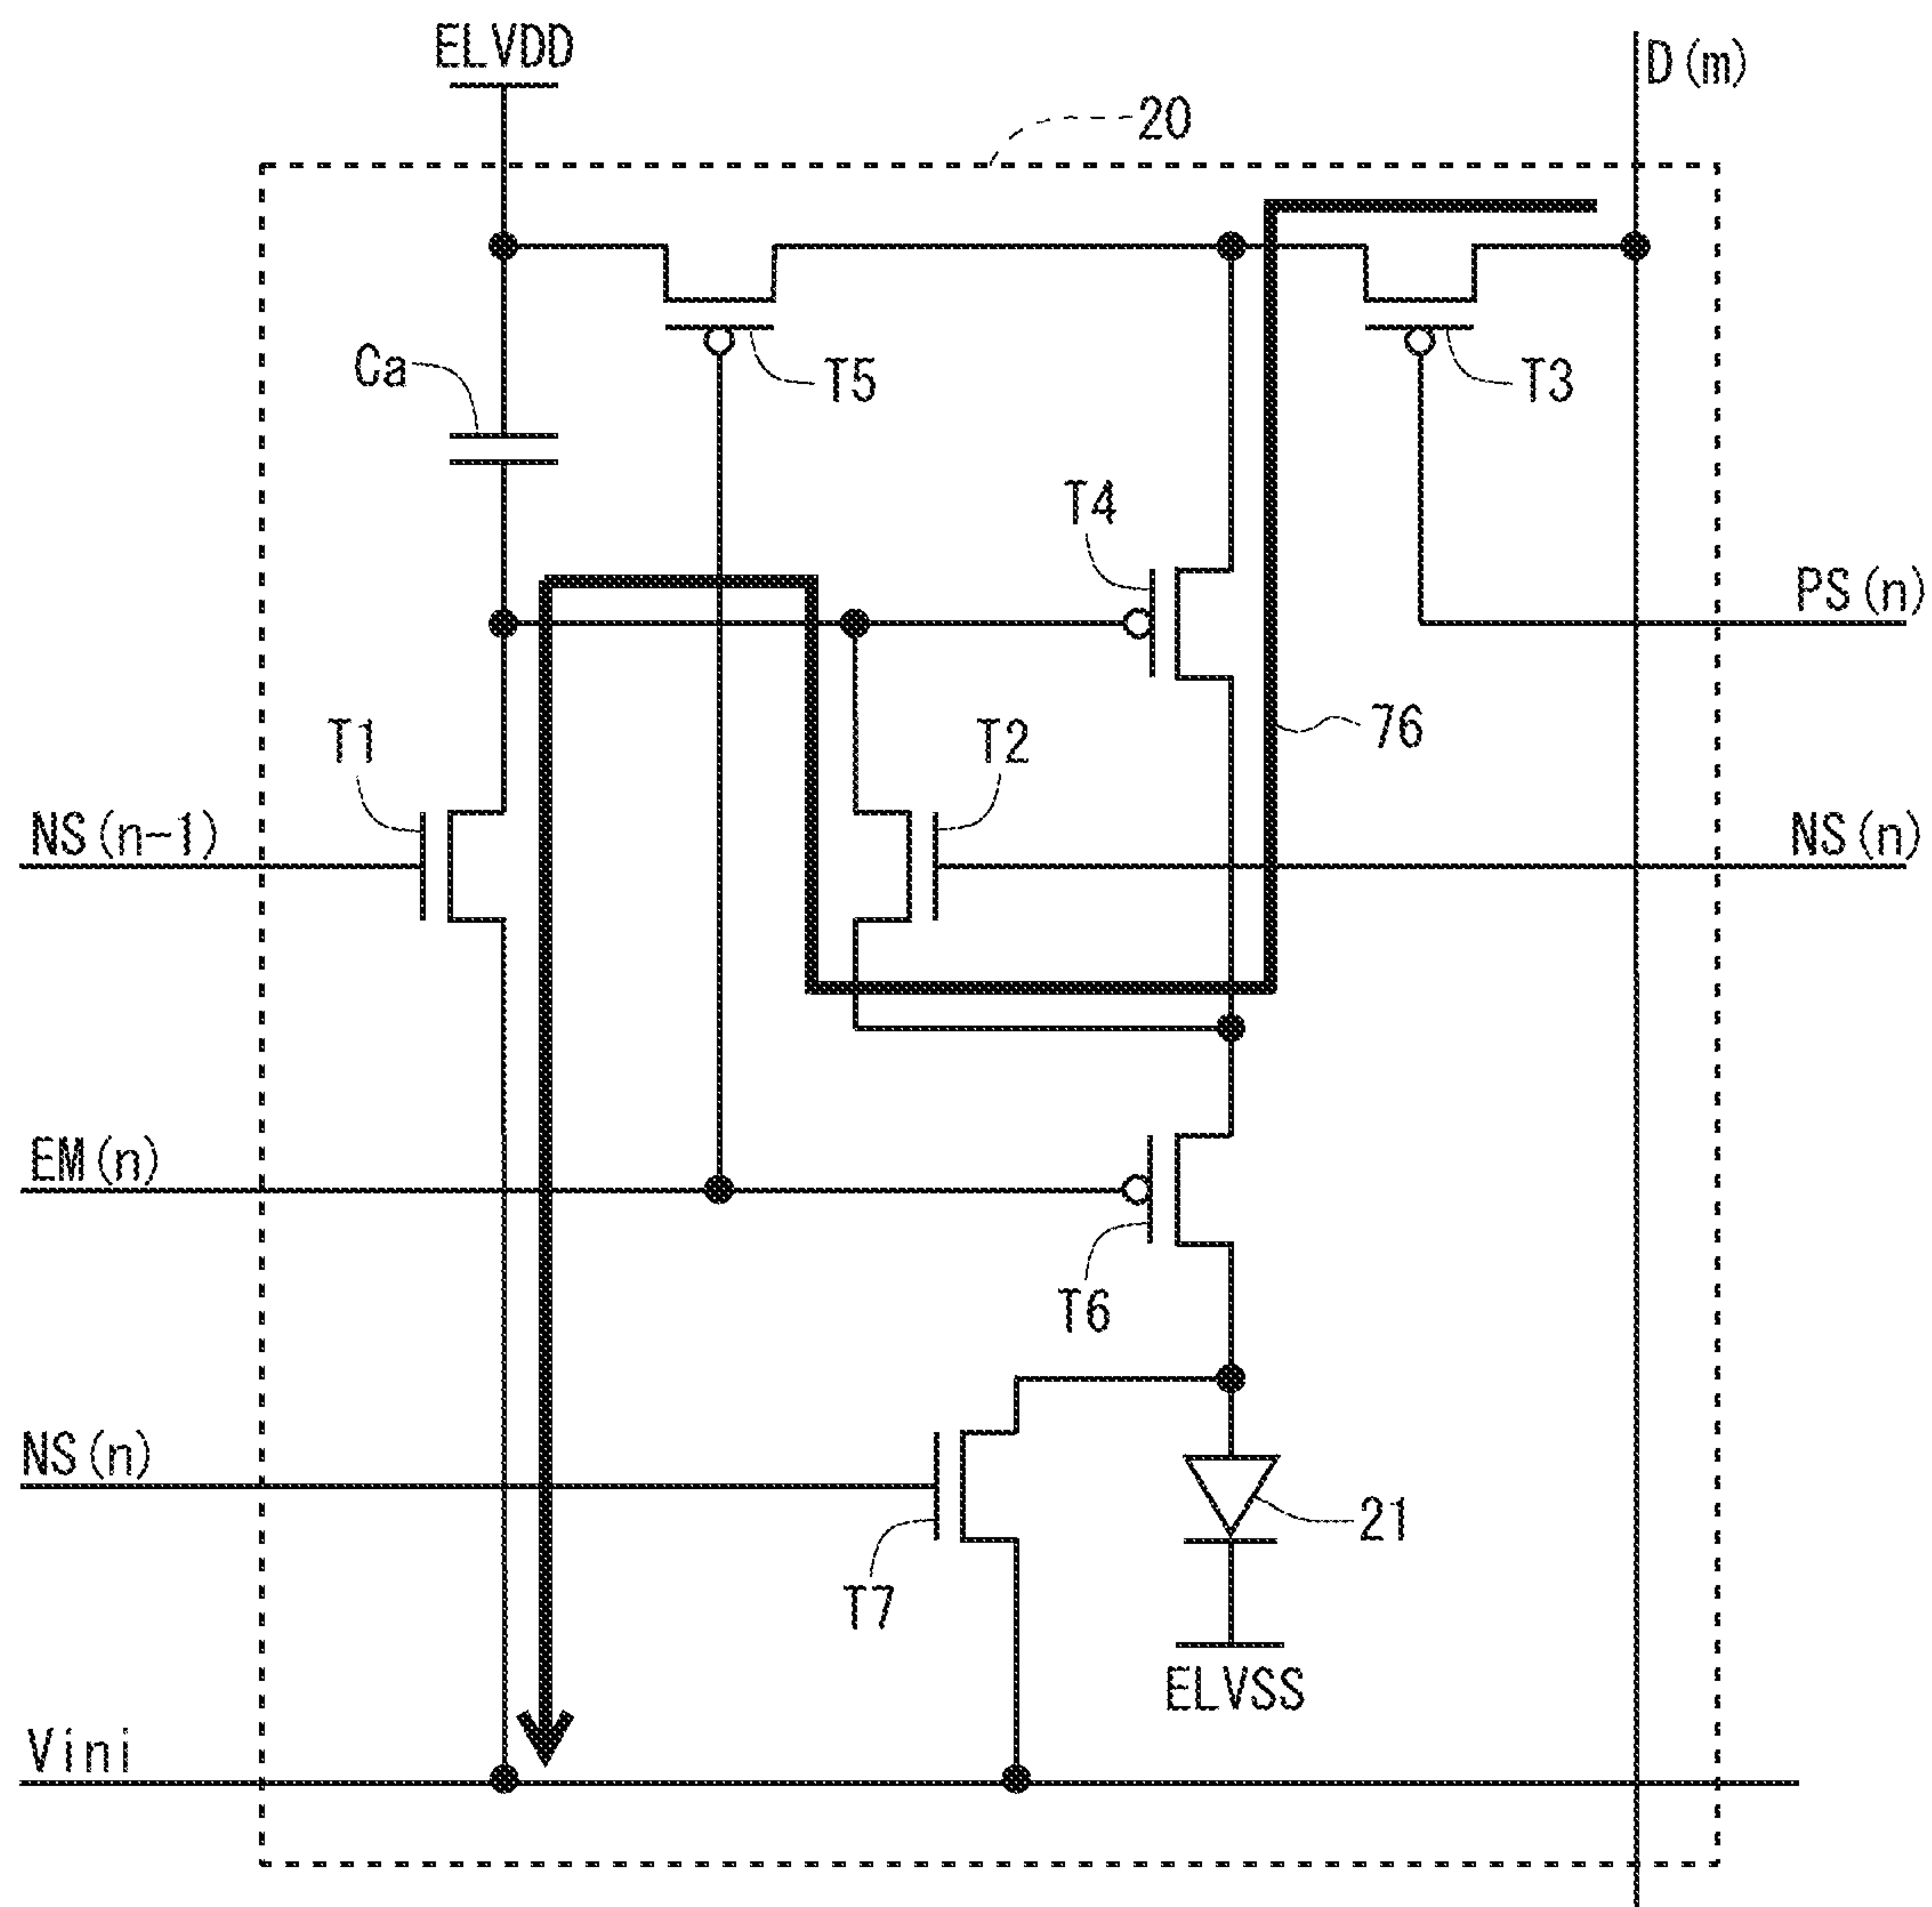 ELVDD
D(m)
20
Ca
T5
T3
T4
PS(n)
T1
T2
76
NS(n-1)
NS(n)
EM(n)
T6
NS(n)
21
T7
ELVSS
Vini